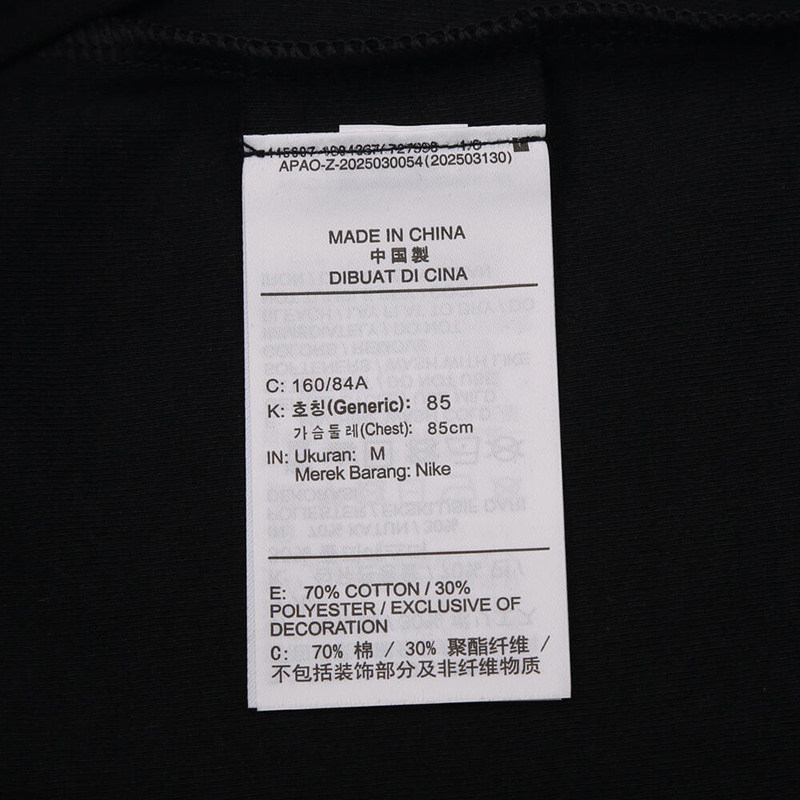 APAO-Z-2025030054(202503130)
MADE IN CHINA
中国製
DIBUAT DI CINA
C: 160/84A
K: 호칭(Generic): 85
가슴둘레(Chest): 85cm
IN: Ukuran: M
Merek Barang: Nike
E: 70% COTTON / 30%
POLYESTER / EXCLUSIVE OF
DECORATION
C: 70% 棉 / 30% 聚酯纤维 /
不包括装饰部分及非纤维物质